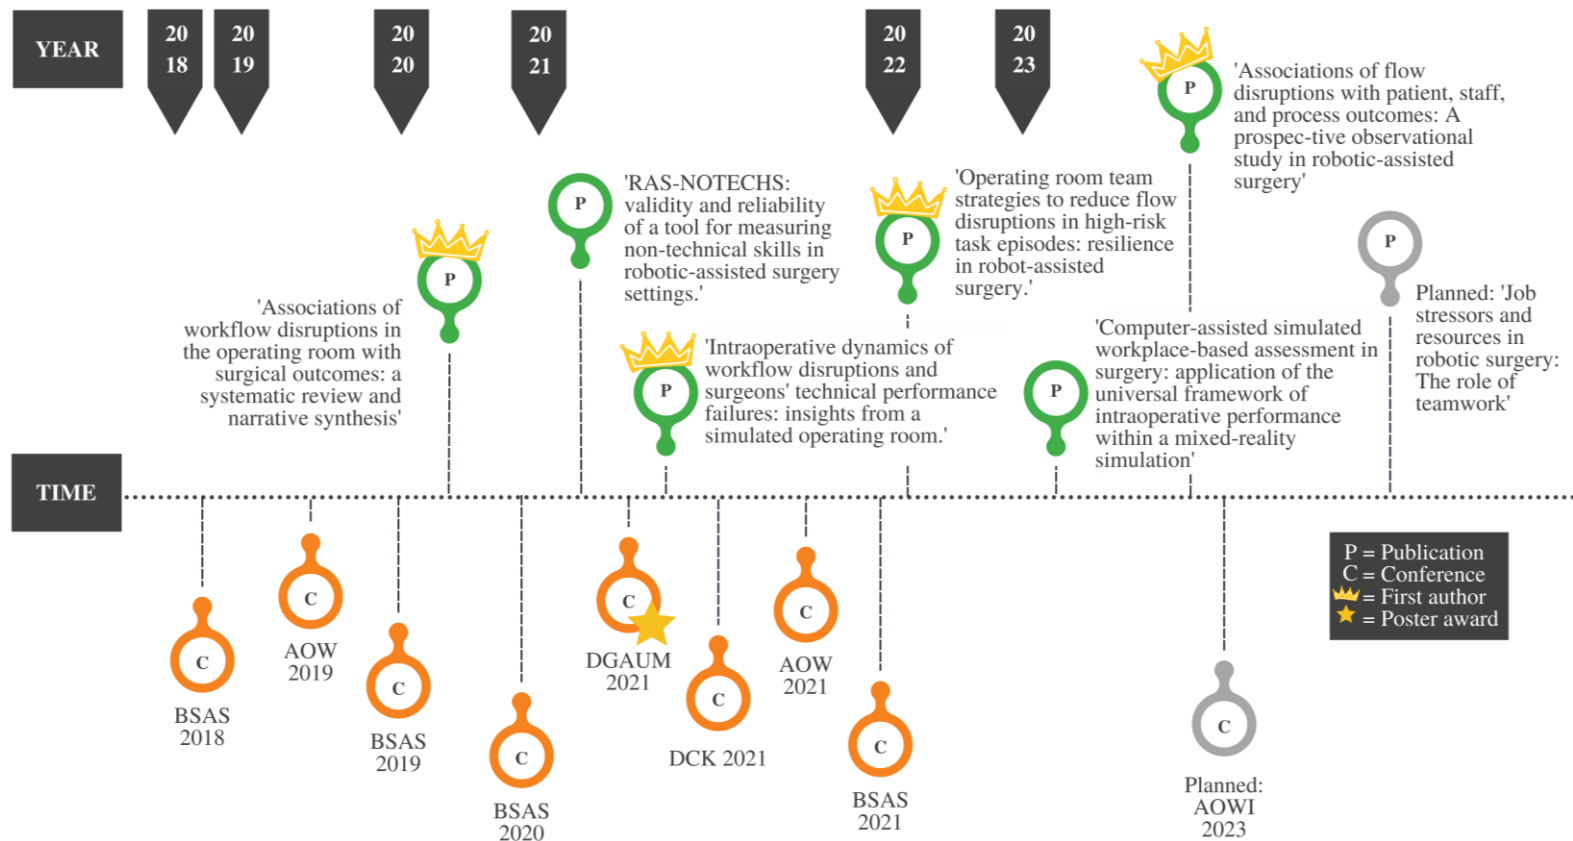 YEAR
20
18
20
19
20
20
20
21
20
22
20
23
P
'Associations of flow
disruptions with patient, staff,
and process outcomes: A
prospec-tive observational
study in robotic-assisted
surgery'
P
'RAS-NOTECHS:
validity and reliability
of a tool for measuring
non-technical skills in
robotic-assisted surgery
settings.'
P
'Operating room team
strategies to reduce flow
disruptions in high-risk
task episodes: resilience
in robot-assisted
surgery.'
P
Planned: 'Job
stressors and
resources in
robotic surgery:
The role of
teamwork'
P
'Associations of
workflow disruptions in
the operating room with
surgical outcomes: a
systematic review and
narrative synthesis'
P
'Intraoperative dynamics of
workflow disruptions and
surgeons' technical performance
failures: insights from a
simulated operating room.'
P
'Computer-assisted simulated
workplace-based assessment in
surgery: application of the
universal framework of
intraoperative performance
within a mixed-reality
simulation'
TIME
C
BSAS
2018
C
AOW
2019
C
BSAS
2019
C
BSAS
2020
C
DGAUM
2021
C
DCK 2021
C
AOW
2021
C
BSAS
2021
C
Planned:
AOWI
2023
P = Publication
C = Conference
= First author
= Poster award